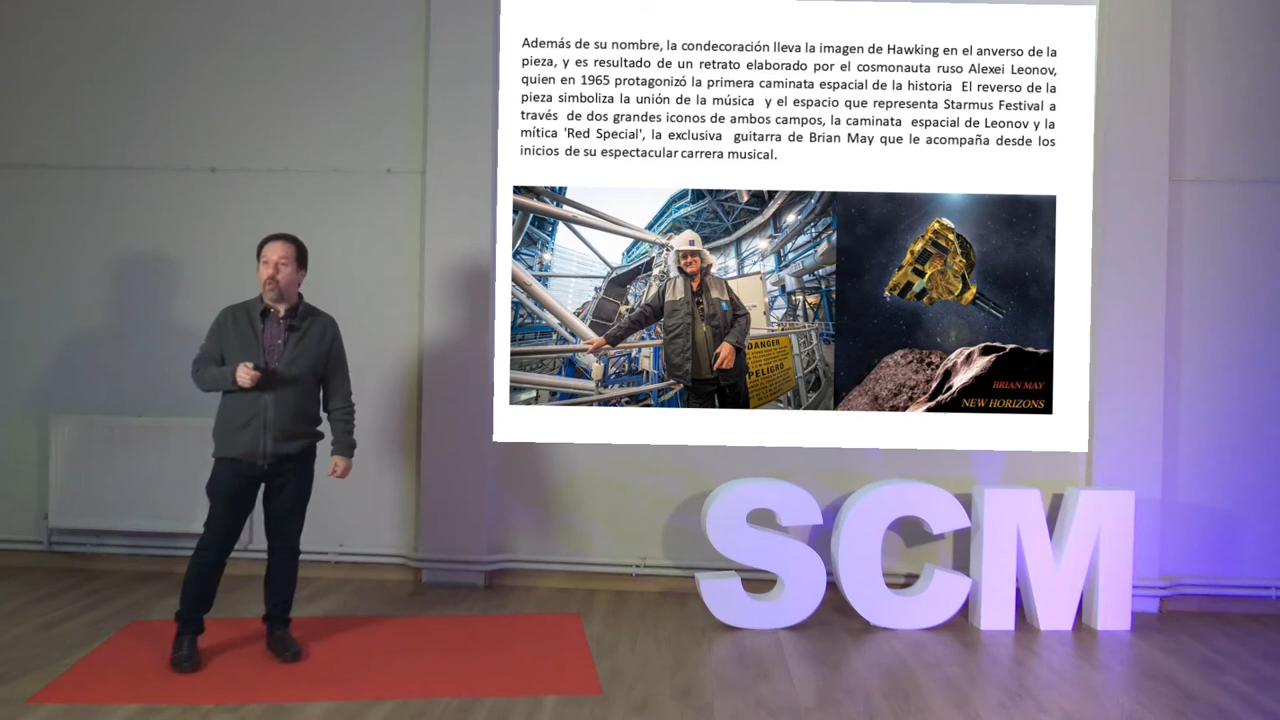 Además de su nombre, la condecoración lleva la imagen de Hawking en el anverso de la
pieza, y es resultado de un retrato elaborado por el cosmonauta ruso Alexei Leonov,
quien en 1965 protagonizó la primera caminata espacial de la historia El reverso de la
pieza simboliza la unión de la música y el espacio que representa Starmus Festival a
través de dos grandes iconos de ambos campos, la caminata espacial de Leonov y la
mítica 'Red Special', la exclusiva guitarra de Brian May que le acompaña desde los
inicios de su espectacular carrera musical.
DANGER
PELIGRO
BRIAN MAY
NEW HORIZONS
SCM